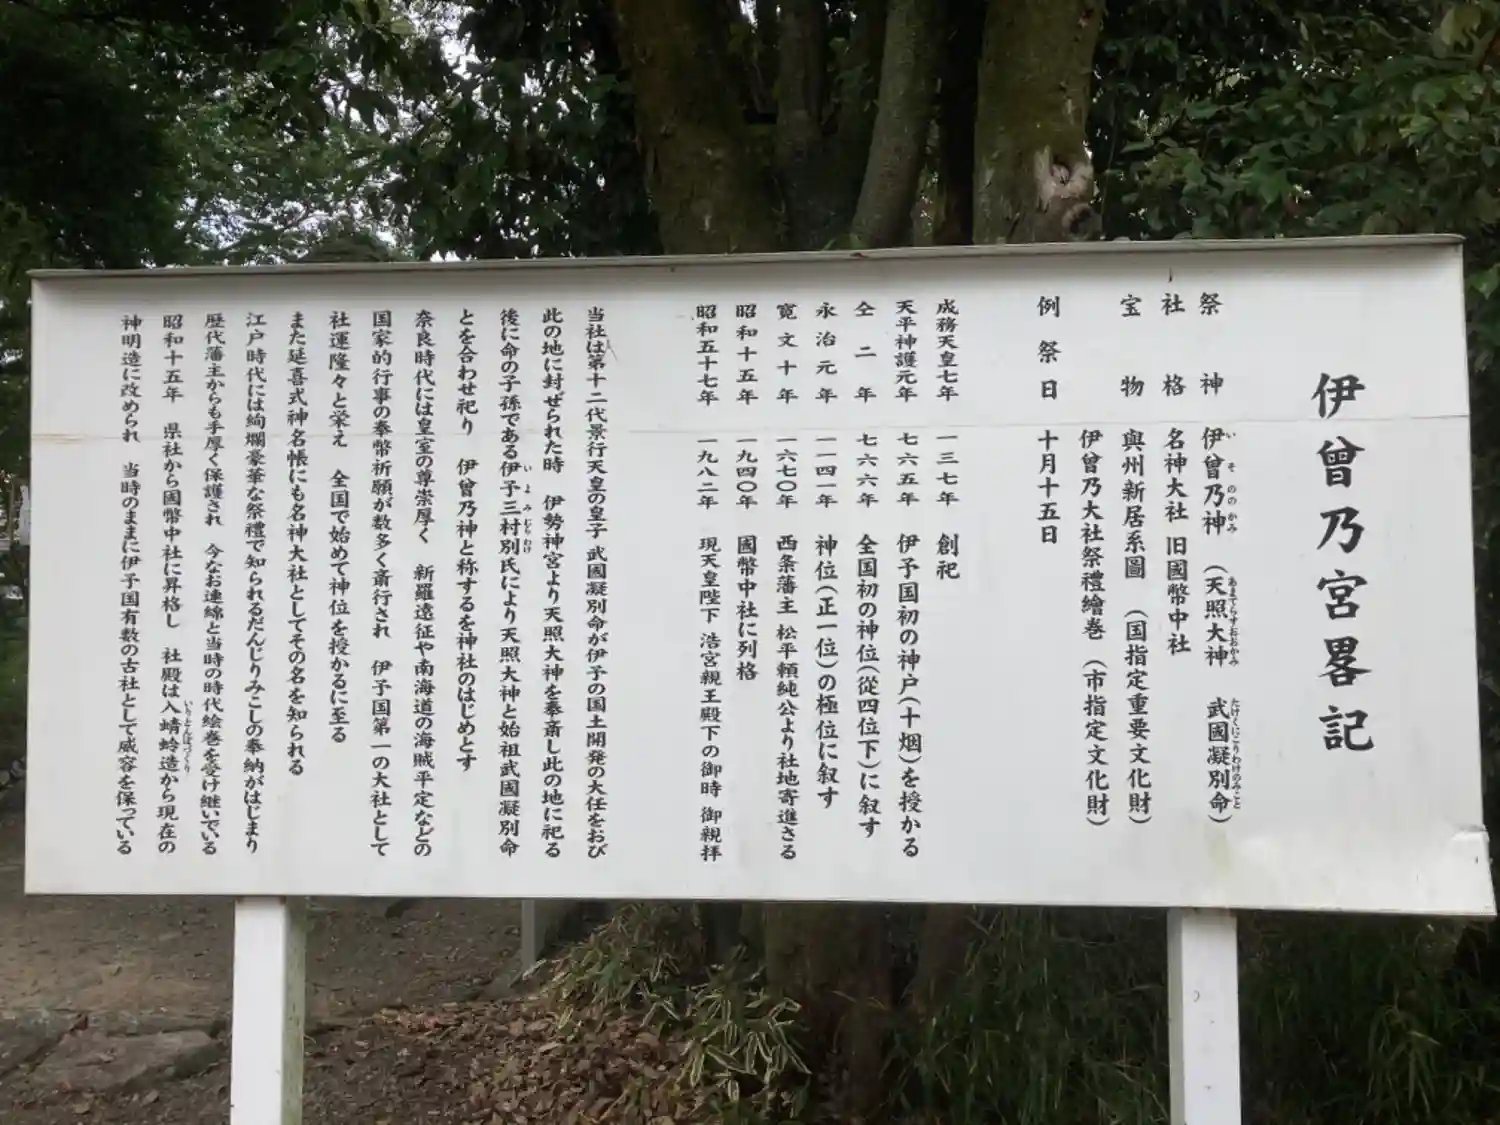 伊曽乃宮畧記
祭神 伊曽乃神（天照大神 武國凝別命）
社格 名神大社 旧國幣中社
宝物 與州新居系圖（国指定重要文化財）
伊曽乃大社祭禮繪巻（市指定文化財）
例祭日 十月十五日
成務天皇七年 一三七年 創祀
天平神護元年 七六五年 伊予国初の神戸（十烟）を授かる
仝二年 七六六年 全国初の神位（従四位下）に叙す
永治元年 一一四一年 神位（正一位）の極位に叙す
寛文十年 一六七〇年 西条藩主 松平頼純公より社地寄進さる
昭和十五年 一九四〇年 國幣中社に列格
昭和五十七年 一九八二年 現天皇陛下 浩宮親王殿下の御時 御親拝
当社は第十二代景行天皇の皇子 武國凝別命が伊予の国土開発の大任をおび
此の地に封ぜられた時 伊勢神宮より天照大神を奉斎し此の地に祀る
後に命の子孫である伊予三村別氏により天照大神と始祖武國凝別命
とを合わせ祀り 伊曽乃神と称するを神社のはじめとす
奈良時代には皇室の尊崇厚く 新羅遠征や南海道の海賊平定などの
国家的行事の奉幣祈願が数多く斎行され 伊予国第一の大社として
社運隆々と栄え 全国で始めて神位を授かるに至る
また延喜式神名帳にも名神大社としてその名を知られる
江戸時代には絢爛豪華な祭禮で知られるだんじりみこしの奉納がはじまり
歴代藩主からも手厚く保護され 今なお連綿と当時の時代絵巻を受け継いでいる
昭和十五年 県社から國幣中社に昇格し 社殿は入蜻蛉造から現在の
神明造に改められ 当時のままに伊予国有数の古社として威容を保っている